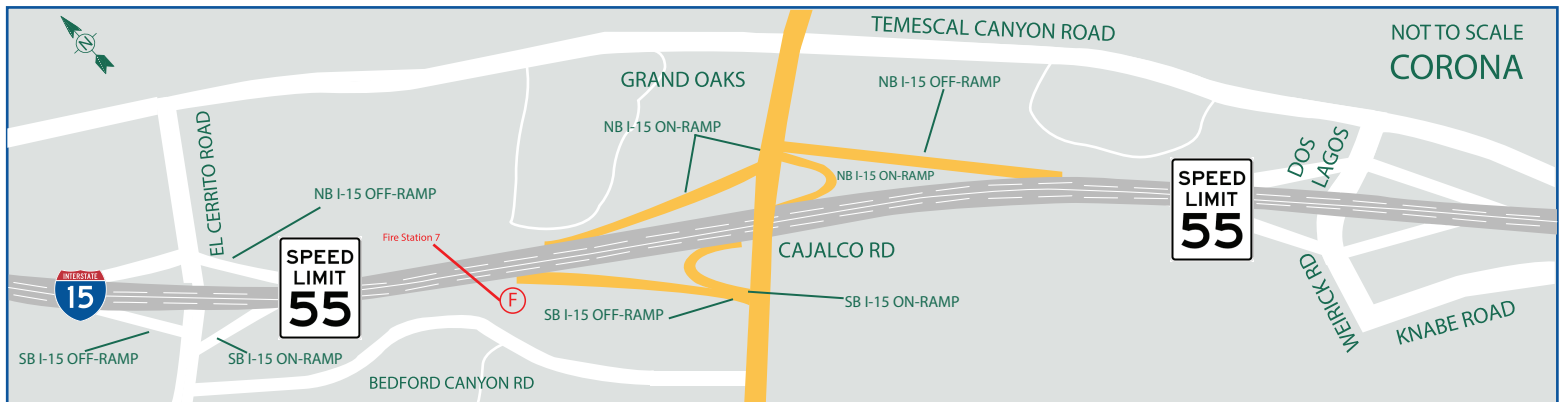 TEMESCAL CANYON ROAD
NOT TO SCALE
CORONA
N
GRAND OAKS
NB I-15 OFF-RAMP
NB I-15 ON-RAMP
EL CERRITO ROAD
DOS
LAGOS
NB I-15 ON-RAMP
SPEED
LIMIT
55
NB I-15 OFF-RAMP
Fire Station 7
CAJALCO RD
SPEED
LIMIT
55
INTERSTATE
15
F
SB I-15 ON-RAMP
SB I-15 OFF-RAMP
WEIRICK RD
KNABE ROAD
SB I-15 OFF-RAMP
SB I-15 ON-RAMP
BEDFORD CANYON RD